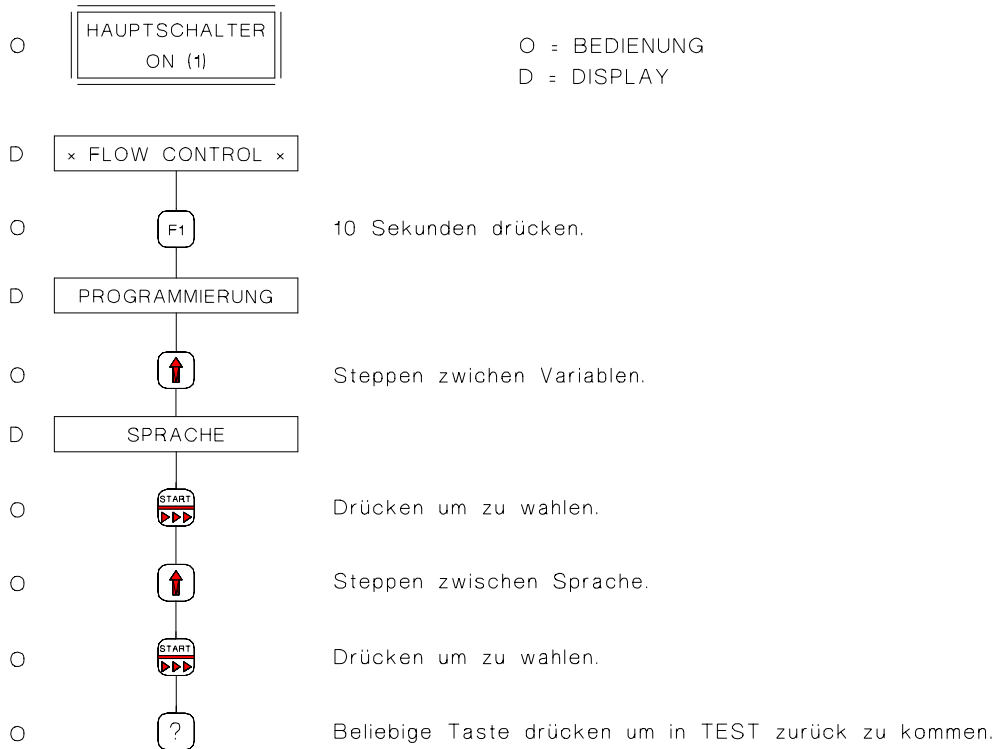 HAUPTSCHALTER
O
ON (1)
O = BEDIENUNG
D = DISPLAY
D × FLOW CONTROL ×
O F1 10 Sekunden drücken.
D PROGRAMMIERUNG
O Steppen zwichen Variablen.
D SPRACHE
O START Drücken um zu wahlen.
O Steppen zwischen Sprache.
O START Drücken um zu wahlen.
O ? Beliebige Taste drücken um in TEST zurück zu kommen.